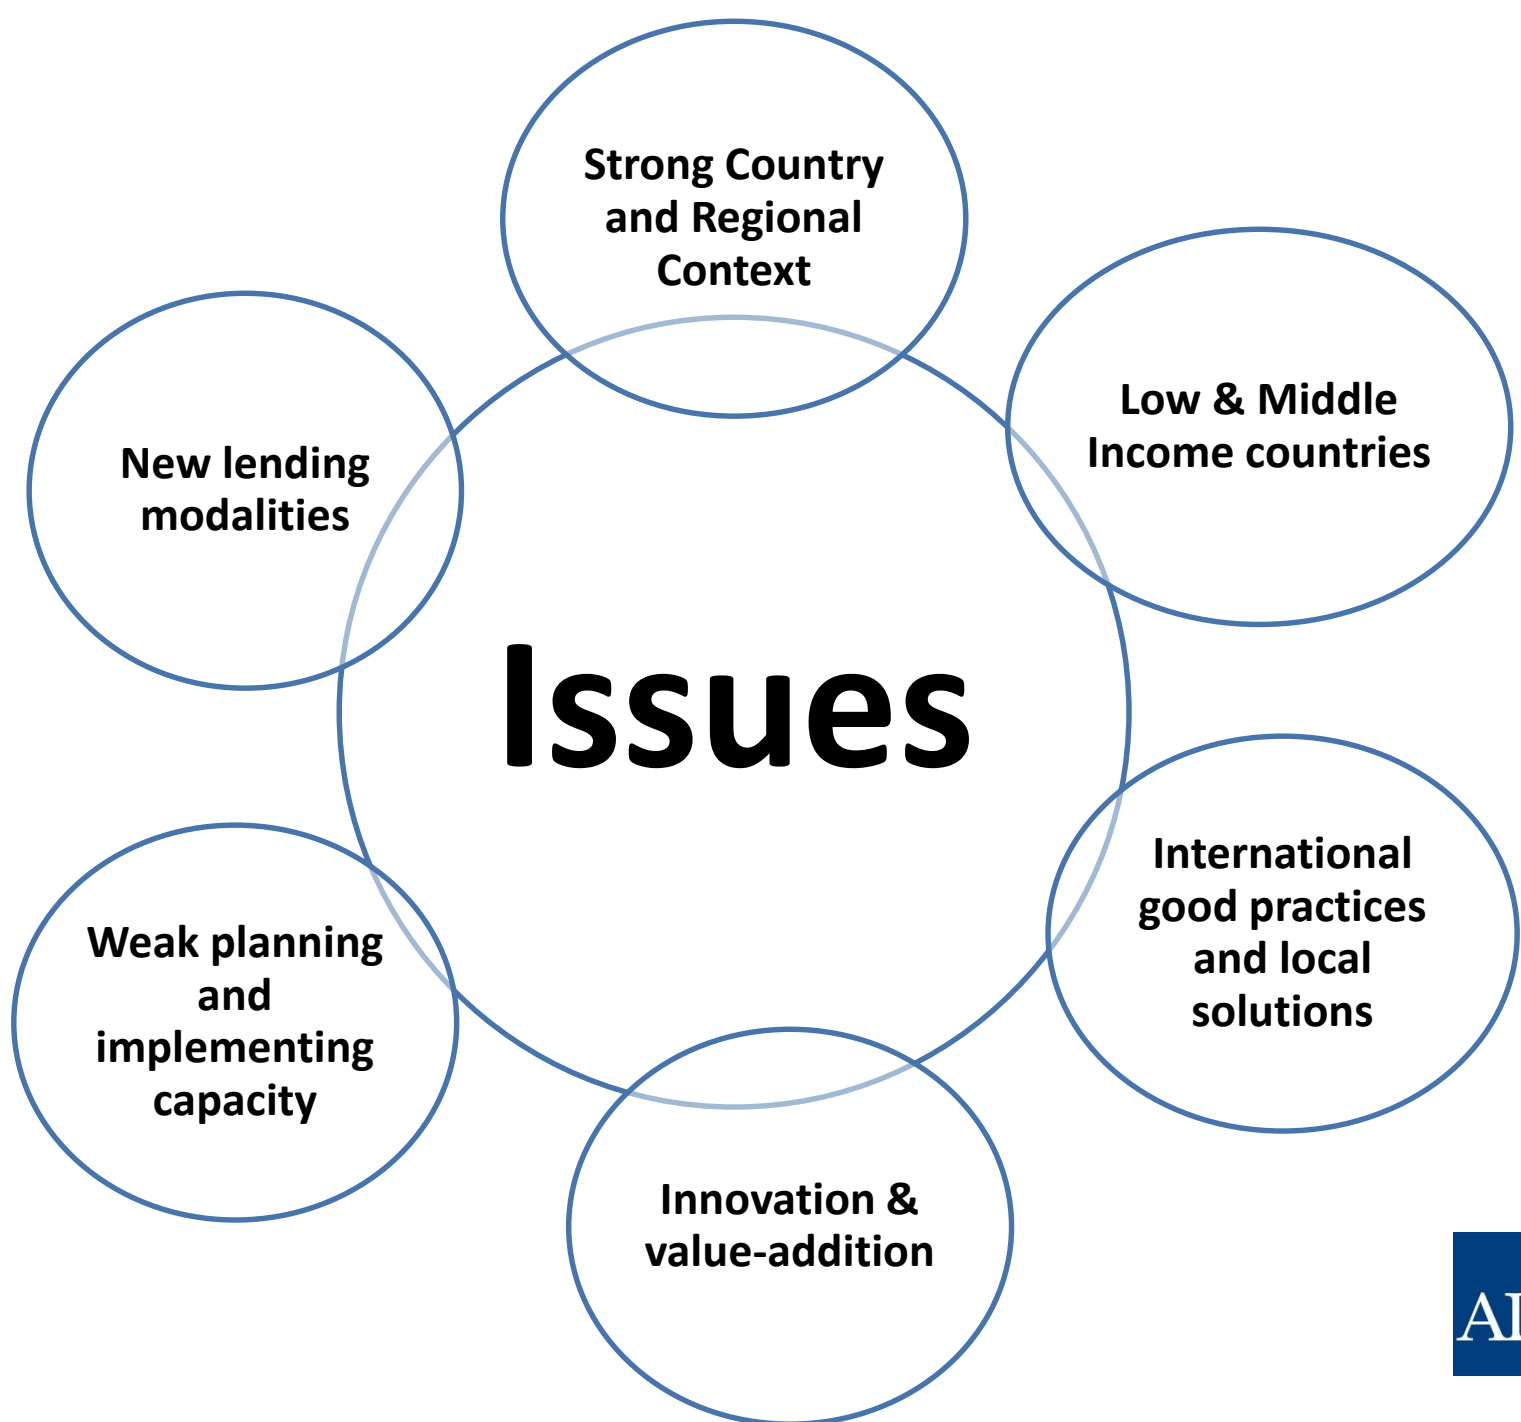 Strong Country
and Regional
Context
Low & Middle
Income countries
New lending
modalities
Issues
International
good practices
and local
solutions
Weak planning
and
implementing
capacity
Innovation &
value-addition